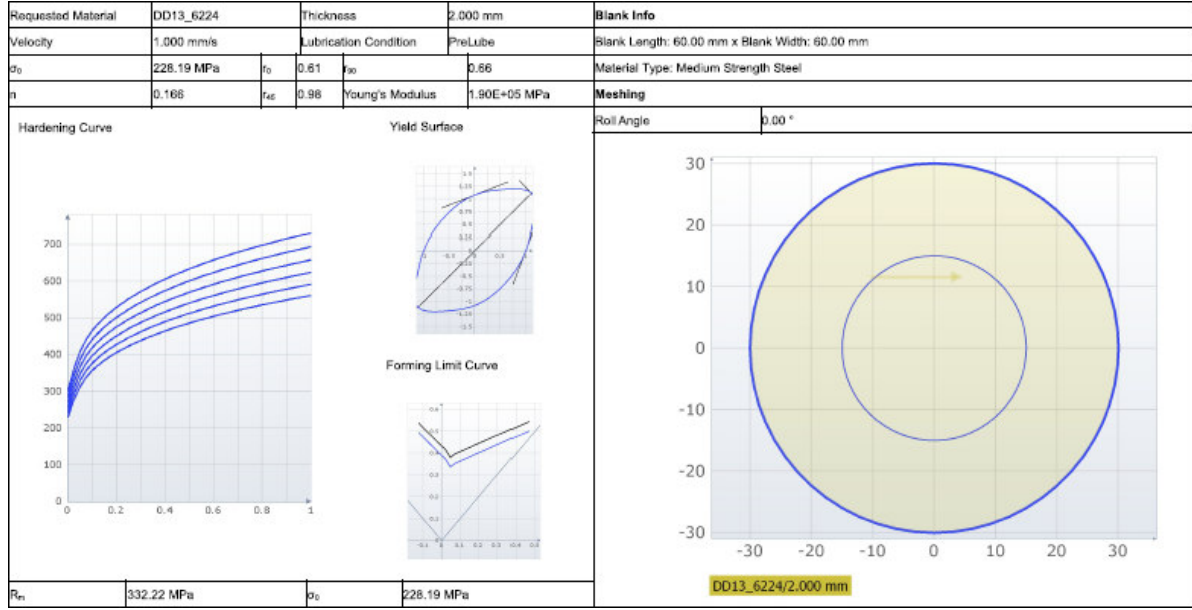 Requested Material DD13_6224 Thickness 2.000 mm Blank Info
Velocity 1.000 mm/s Lubrication Condition PreLube Blank Length: 60.00 mm x Blank Width: 60.00 mm
σ₀ 228.19 MPa r₀ 0.61 r₉₀ 0.66 Material Type: Medium Strength Steel
n 0.166 r₄₅ 0.98 Young's Modulus 1.90E+05 MPa Meshing
Roll Angle 0.00 °
Hardening Curve
700
600
500
400
300
200
100
0
0 0.2 0.4 0.6 0.8 1
Yield Surface
Forming Limit Curve
30
20
10
0
-10
-20
-30
-30 -20 -10 0 10 20 30
DD13_6224/2.000 mm
Rₘ 332.22 MPa σ₀ 228.19 MPa